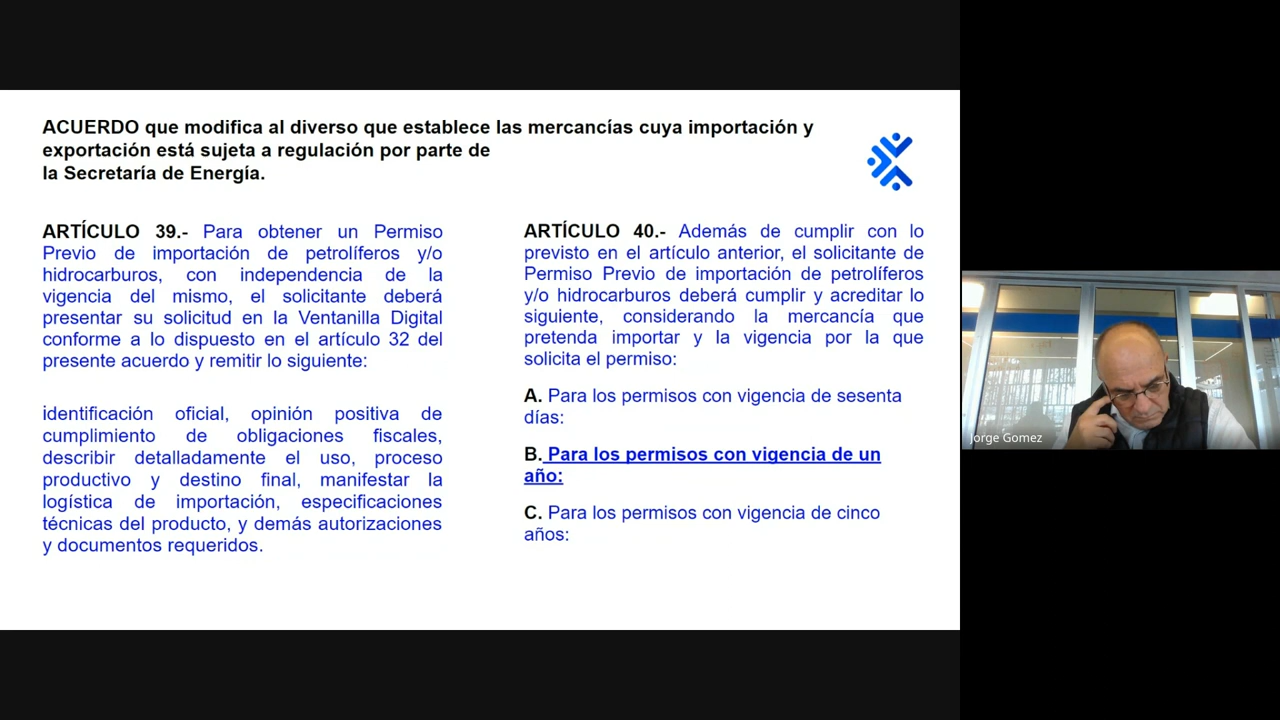 ACUERDO que modifica al diverso que establece las mercancías cuya importación y
exportación está sujeta a regulación por parte de
la Secretaría de Energía.
ARTÍCULO 39.- Para obtener un Permiso
Previo de importación de petrolíferos y/o
hidrocarburos, con independencia de la
vigencia del mismo, el solicitante deberá
presentar su solicitud en la Ventanilla Digital
conforme a lo dispuesto en el artículo 32 del
presente acuerdo y remitir lo siguiente:
identificación oficial, opinión positiva de
cumplimiento de obligaciones fiscales,
describir detalladamente el uso, proceso
productivo y destino final, manifestar la
logística de importación, especificaciones
técnicas del producto, y demás autorizaciones
y documentos requeridos.
ARTÍCULO 40.- Además de cumplir con lo
previsto en el artículo anterior, el solicitante de
Permiso Previo de importación de petrolíferos
y/o hidrocarburos deberá cumplir y acreditar lo
siguiente, considerando la mercancía que
pretenda importar y la vigencia por la que
solicita el permiso:
A. Para los permisos con vigencia de sesenta
días:
B. Para los permisos con vigencia de un
año:
C. Para los permisos con vigencia de cinco
años:
Jorge Gomez